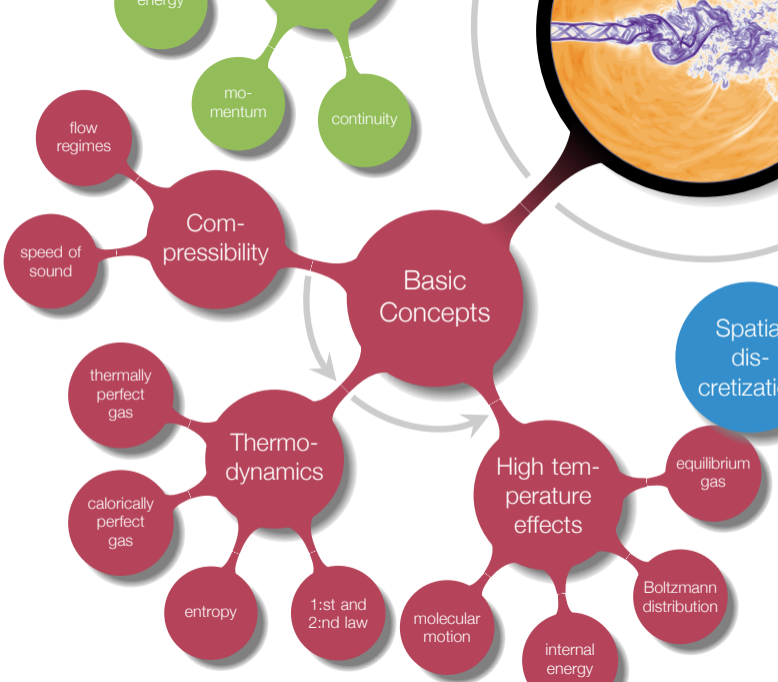 energy
mo-
mentum
continuity
flow
regimes
Com-
pressibility
speed of
sound
Basic
Concepts
Spatia
dis-
cretizati
thermally
perfect
gas
Thermo-
dynamics
High tem-
perature
effects
equilibrium
gas
calorically
perfect
gas
entropy
1:st and
2:nd law
molecular
motion
internal
energy
Boltzmann
distribution